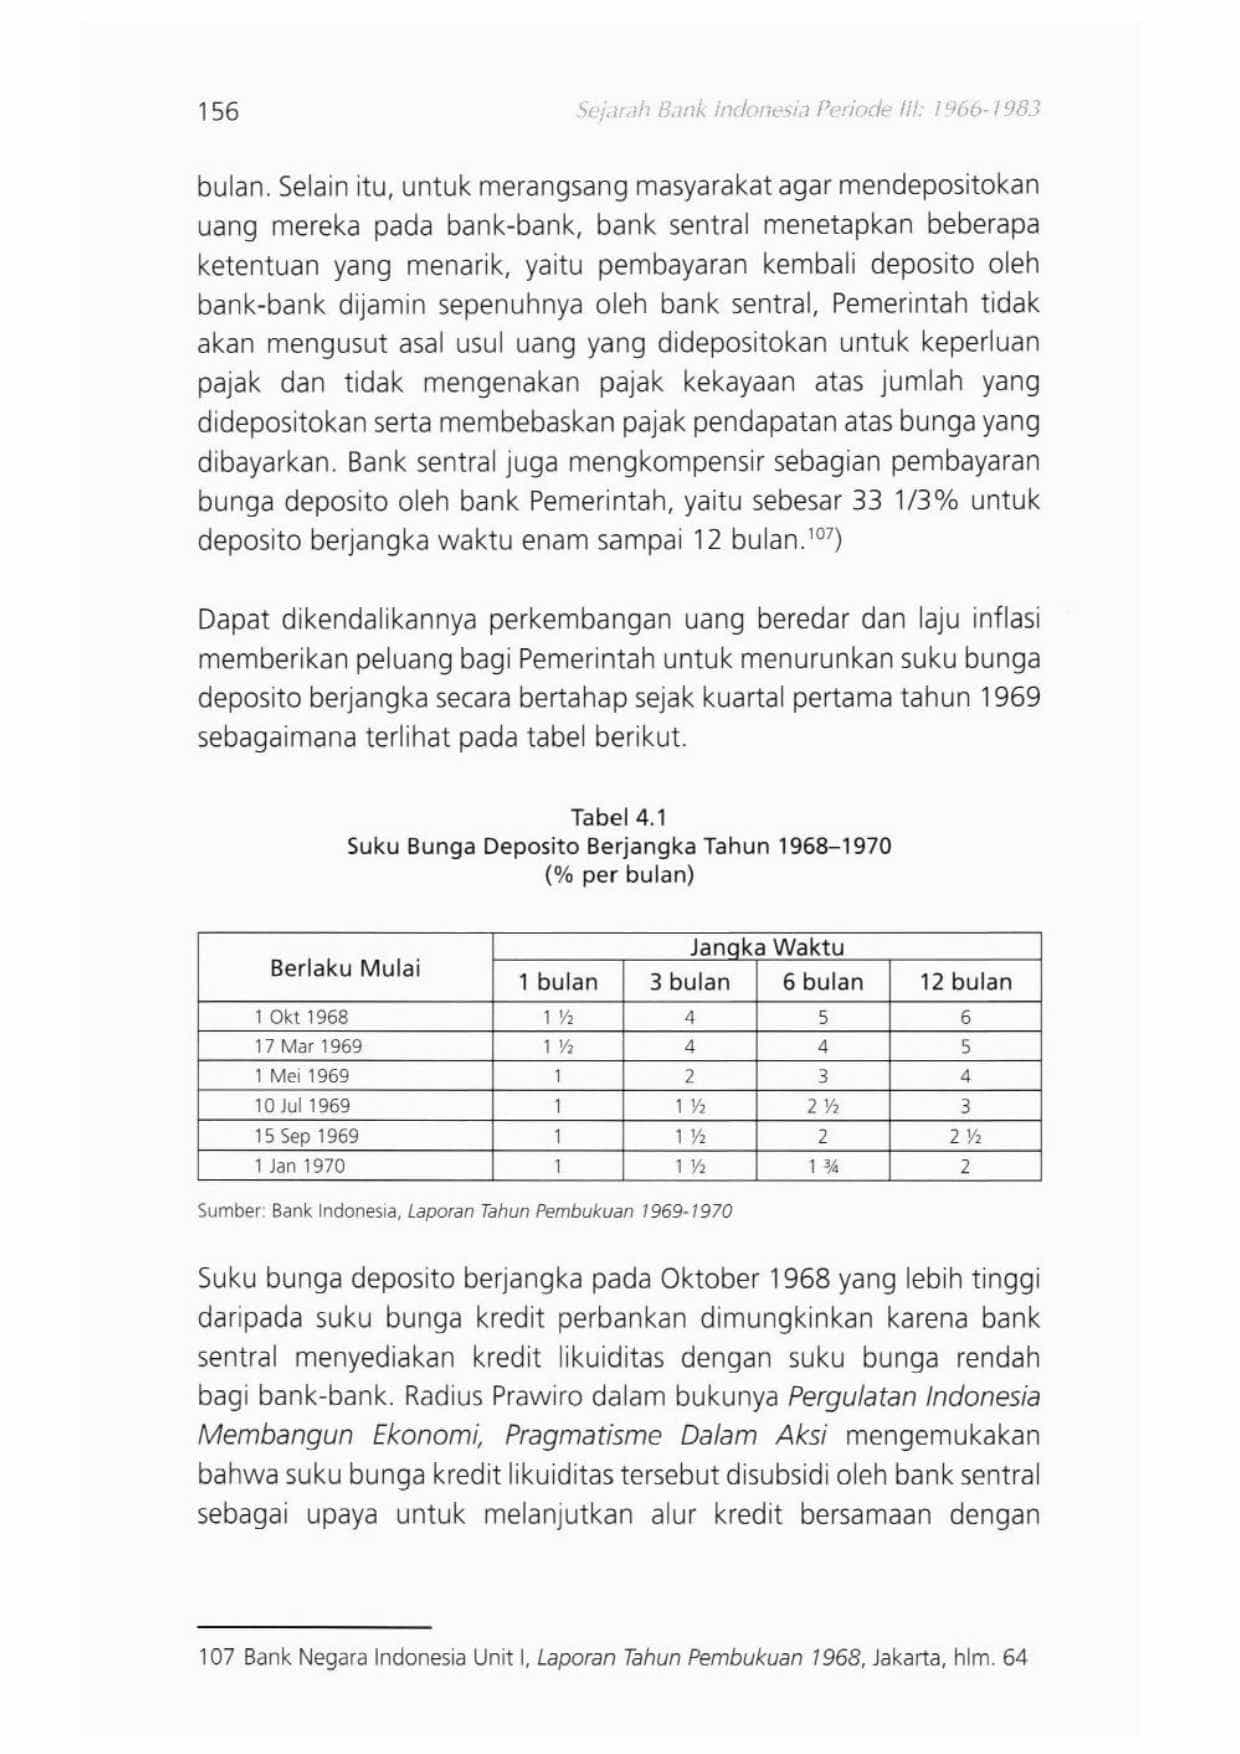 156
Sejarah Bank Indonesia Periode III: 1966-1983
bulan. Selain itu, untuk merangsang masyarakat agar mendepositokan
uang mereka pada bank-bank, bank sentral menetapkan beberapa
ketentuan yang menarik, yaitu pembayaran kembali deposito oleh
bank-bank dijamin sepenuhnya oleh bank sentral, Pemerintah tidak
akan mengusut asal usul uang yang didepositokan untuk keperluan
pajak dan tidak mengenakan pajak kekayaan atas jumlah yang
didepositokan serta membebaskan pajak pendapatan atas bunga yang
dibayarkan. Bank sentral juga mengkompensir sebagian pembayaran
bunga deposito oleh bank Pemerintah, yaitu sebesar 33 1/3% untuk
deposito berjangka waktu enam sampai 12 bulan.¹⁰⁷)
Dapat dikendalikannya perkembangan uang beredar dan laju inflasi
memberikan peluang bagi Pemerintah untuk menurunkan suku bunga
deposito berjangka secara bertahap sejak kuartal pertama tahun 1969
sebagaimana terlihat pada tabel berikut.
Tabel 4.1
Suku Bunga Deposito Berjangka Tahun 1968–1970
(% per bulan)
Berlaku Mulai Jangka Waktu
1 bulan 3 bulan 6 bulan 12 bulan
1 Okt 1968 1 ½ 4 5 6
17 Mar 1969 1 ½ 4 4 5
1 Mei 1969 1 2 3 4
10 Jul 1969 1 1 ½ 2 ½ 3
15 Sep 1969 1 1 ½ 2 2 ½
1 Jan 1970 1 1 ½ 1 ¾ 2
Sumber: Bank Indonesia, Laporan Tahun Pembukuan 1969-1970
Suku bunga deposito berjangka pada Oktober 1968 yang lebih tinggi
daripada suku bunga kredit perbankan dimungkinkan karena bank
sentral menyediakan kredit likuiditas dengan suku bunga rendah
bagi bank-bank. Radius Prawiro dalam bukunya Pergulatan Indonesia
Membangun Ekonomi, Pragmatisme Dalam Aksi mengemukakan
bahwa suku bunga kredit likuiditas tersebut disubsidi oleh bank sentral
sebagai upaya untuk melanjutkan alur kredit bersamaan dengan
107 Bank Negara Indonesia Unit I, Laporan Tahun Pembukuan 1968, Jakarta, hlm. 64